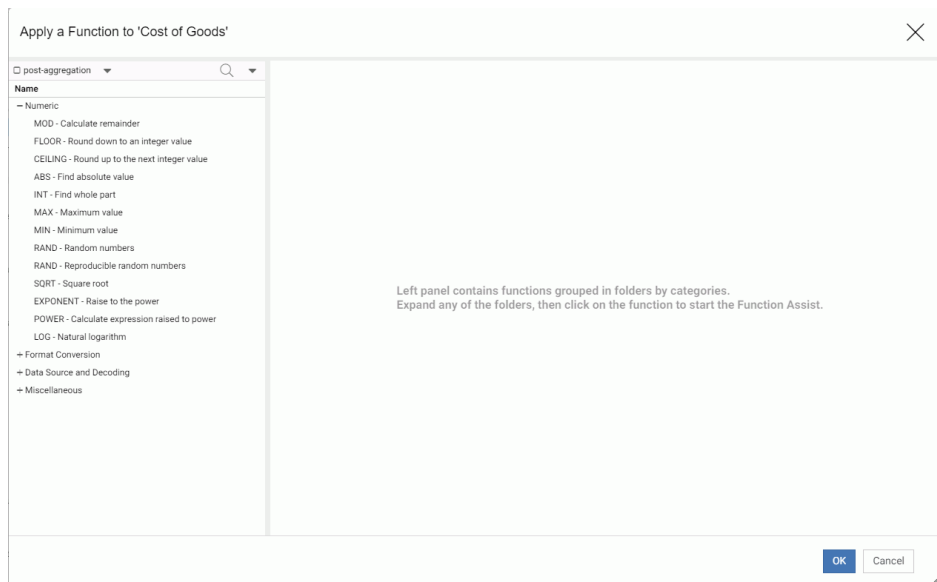 Apply a Function to 'Cost of Goods'
post-aggregation
Name
Numeric
MOD - Calculate remainder
FLOOR - Round down to an integer value
CEILING - Round up to the next integer value
ABS - Find absolute value
INT - Find whole part
MAX - Maximum value
MIN - Minimum value
RAND - Random numbers
RAND - Reproducible random numbers
SQRT - Square root
EXPONENT - Raise to the power
POWER - Calculate expression raised to power
LOG - Natural logarithm
Format Conversion
Data Source and Decoding
Miscellaneous
Left panel contains functions grouped in folders by categories.
Expand any of the folders, then click on the function to start the Function Assist.
OK Cancel